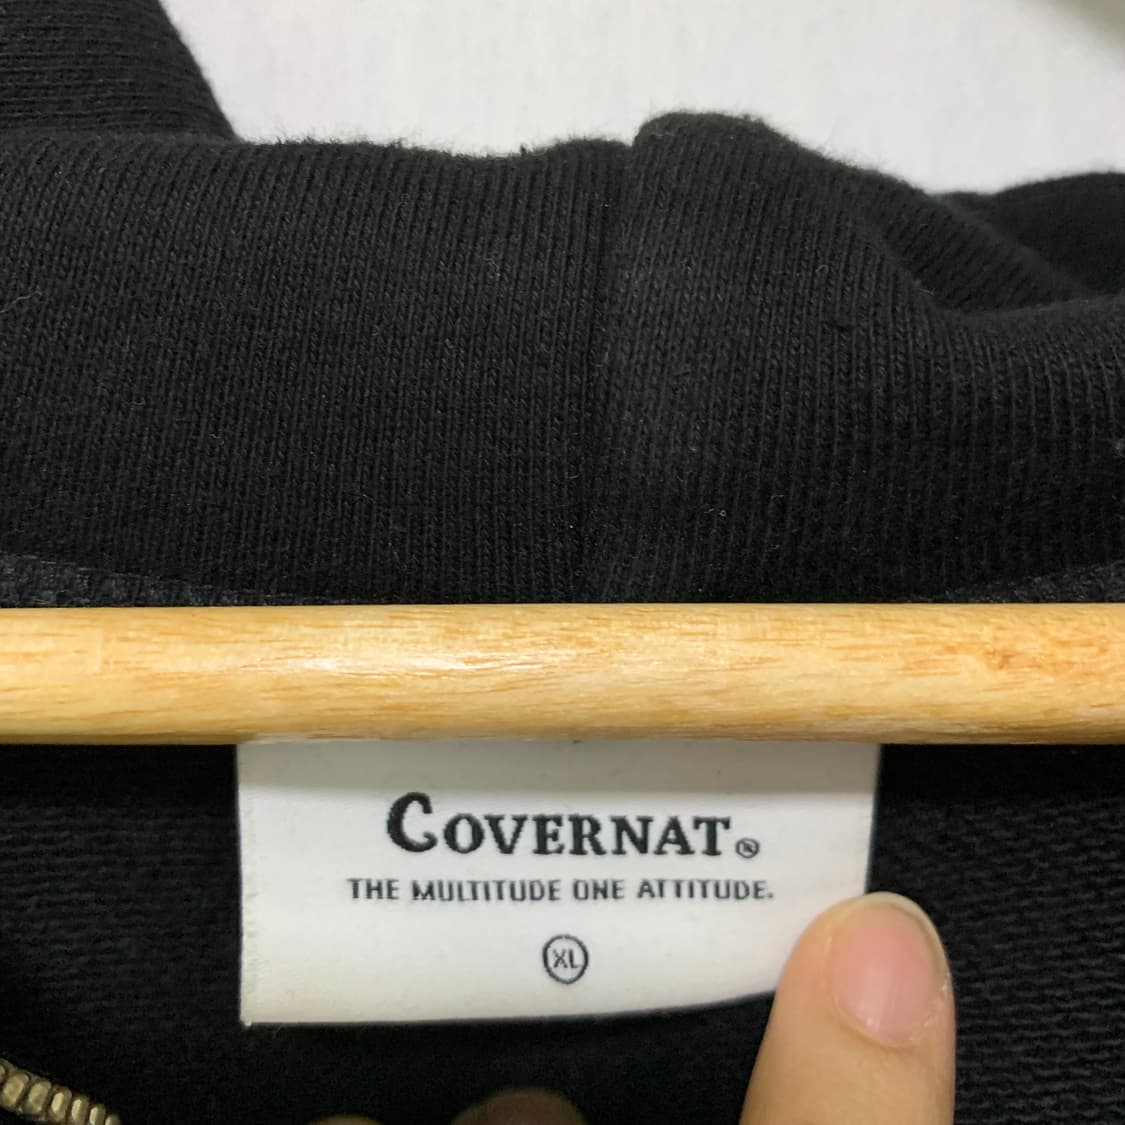 COVERNAT®
THE MULTITUDE ONE ATTITUDE.
XL